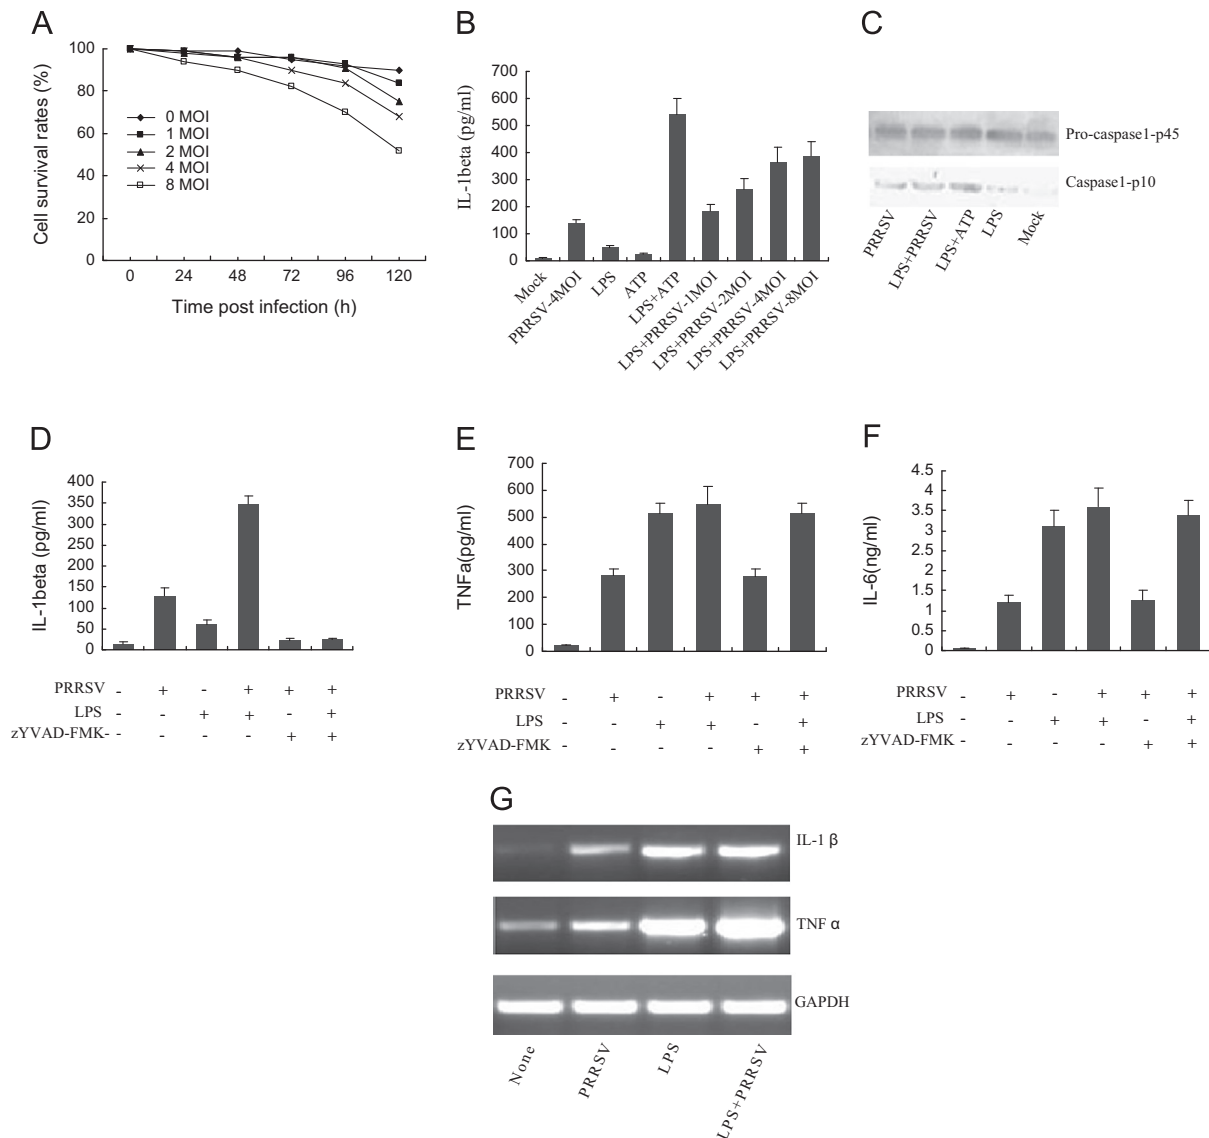 A
Cell survival rates (%)
100
80
60
40
20
0
0 MOI
1 MOI
2 MOI
4 MOI
8 MOI
0 24 48 72 96 120
Time post infection (h)
B
IL-1beta (pg/ml)
700
600
500
400
300
200
100
0
Mock
PRRSV-4MOI
LPS
ATP
LPS+ATP
LPS+PRRSV-1MOI
LPS+PRRSV-2MOI
LPS+PRRSV-4MOI
LPS+PRRSV-8MOI
C
Pro-caspase1-p45
Caspase1-p10
PRRSV
LPS+PRRSV
LPS+ATP
LPS
Mock
D
IL-1beta (pg/ml)
400
350
300
250
200
150
100
50
0
PRRSV - + - + + +
LPS - - + + - +
zYVAD-FMK- - - - - + +
E
TNFa(pg/ml)
700
600
500
400
300
200
100
0
PRRSV - + - + + +
LPS - - + + - +
zYVAD-FMK - - - - + +
F
IL-6(ng/ml)
4.5
4
3.5
3
2.5
2
1.5
1
0.5
0
PRRSV - + - + + +
LPS - - + + - +
zYVAD-FMK - - - - + +
G
IL-1 β
TNF α
GAPDH
None
PRRSV
LPS
LPS+PRRSV